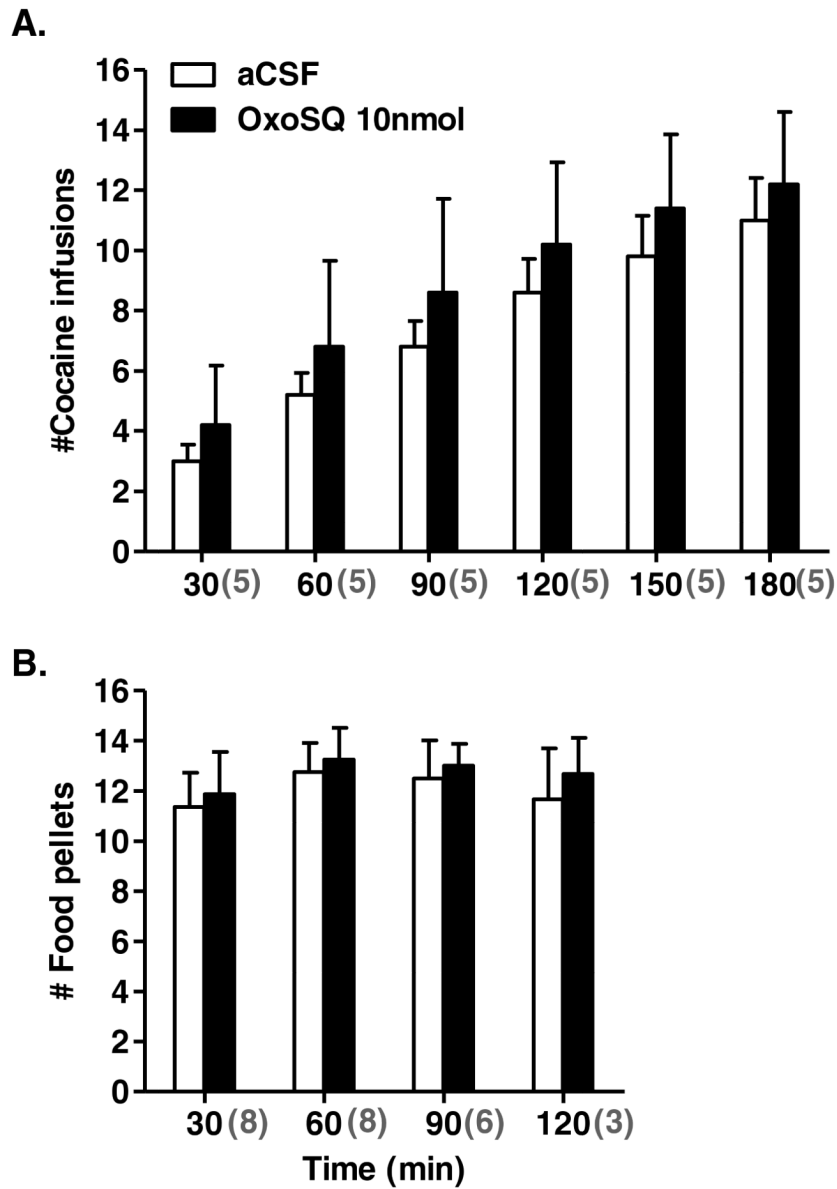 A.
16
14
12
10
8
6
4
2
0
#Cocaine infusions
aCSF
OxoSQ 10nmol
30(5) 60(5) 90(5) 120(5) 150(5) 180(5)
B.
16
14
12
10
8
6
4
2
0
# Food pellets
30(8) 60(8) 90(6) 120(3)
Time (min)